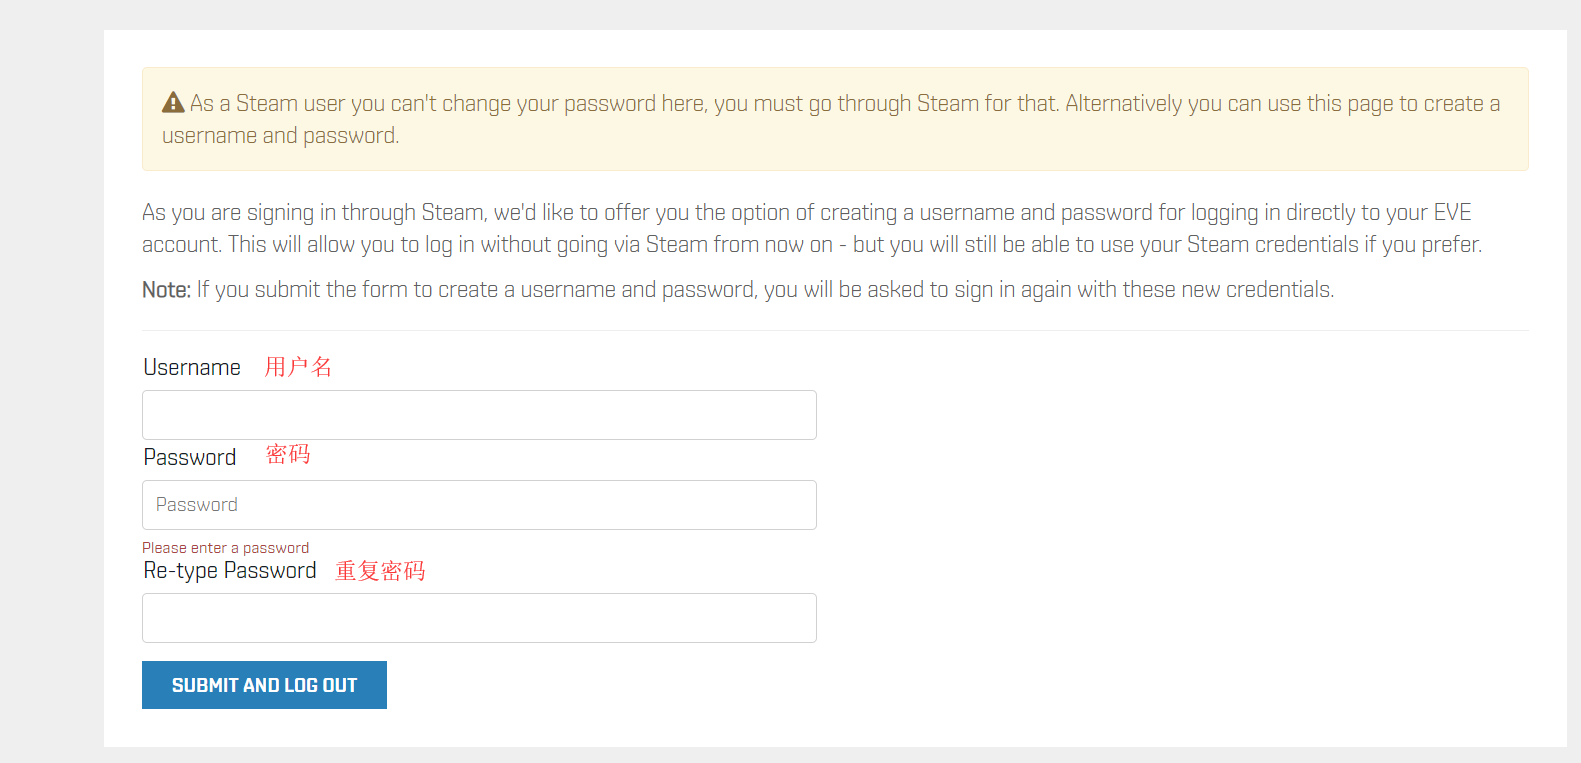 As a Steam user you can't change your password here, you must go through Steam for that. Alternatively you can use this page to create a
username and password.
As you are signing in through Steam, we'd like to offer you the option of creating a username and password for logging in directly to your EVE
account. This will allow you to log in without going via Steam from now on - but you will still be able to use your Steam credentials if you prefer.
Note: If you submit the form to create a username and password, you will be asked to sign in again with these new credentials.
Username 用户名
Password 密码
Password
Please enter a password
Re-type Password 重复密码
SUBMIT AND LOG OUT